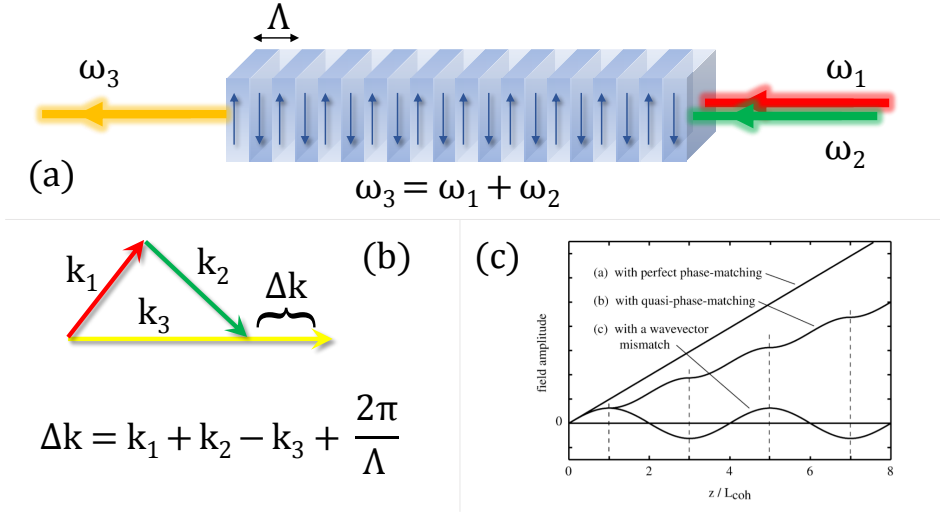 Λ
ω₃
ω₁
ω₂
(a)
ω₃ = ω₁ + ω₂
(b)
k₁
k₂
k₃
Δk
Δk = k₁ + k₂ − k₃ + 2π/Λ
(c)
(a) with perfect phase-matching
(b) with quasi-phase-matching
(c) with a wavevector
mismatch
field amplitude
0
0 2 4 6 8
z / Lcoh